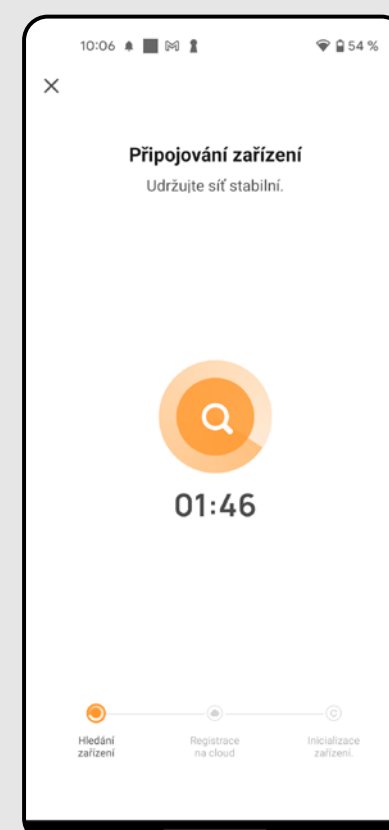 10:06
54 %
Připojování zařízení
Udržujte síť stabilní.
01:46
Hledání
zařízení
Registrace
na cloud
Inicializace
zařízení.